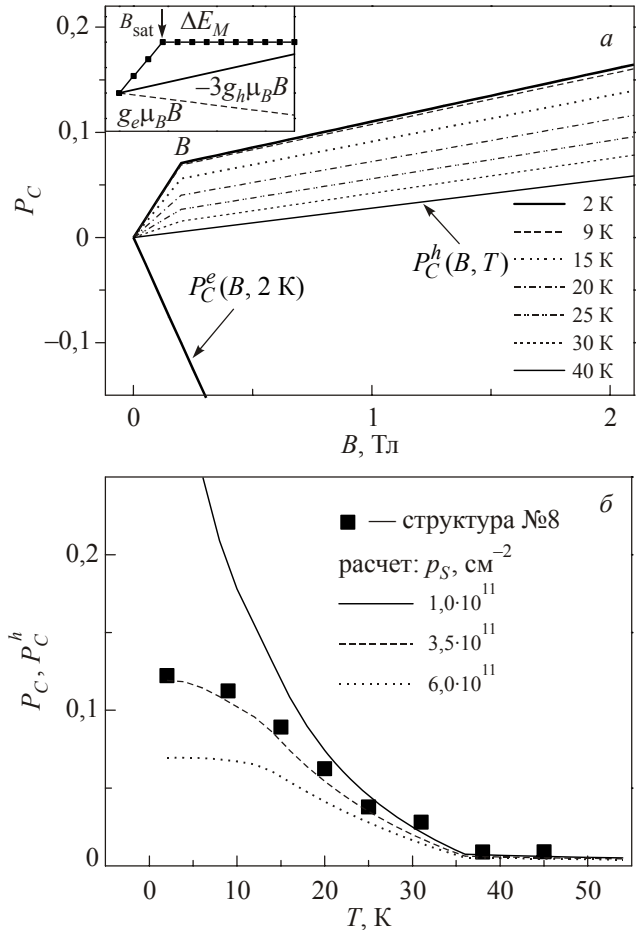 0,2
B_sat
ΔE_M
a
–3g_hμ_BB
g_eμ_BB
0,1
B
P_C
2 К
9 К
0
P_C^h(B, T)
15 К
P_C^e(B, 2 К)
20 К
25 К
–0,1
30 К
40 К
0
1
2
B, Тл
б
■ — структура №8
0,2
расчет: p_S, см^–2
1,0·10^11
P_C, P_C^h
3,5·10^11
6,0·10^11
0,1
0
0
10
20
30
40
50
T, К